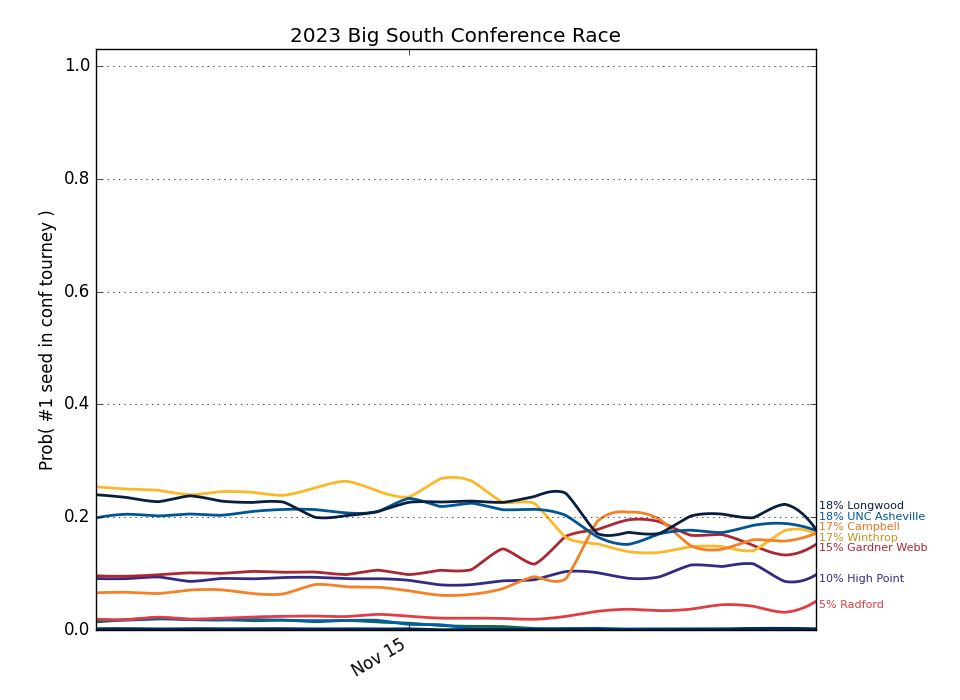 2023 Big South Conference Race
Prob( #1 seed in conf tourney )
1.0
0.8
0.6
0.4
0.2
0.0
Nov 15
18% Longwood
18% UNC Asheville
17% Campbell
17% Winthrop
15% Gardner Webb
10% High Point
5% Radford